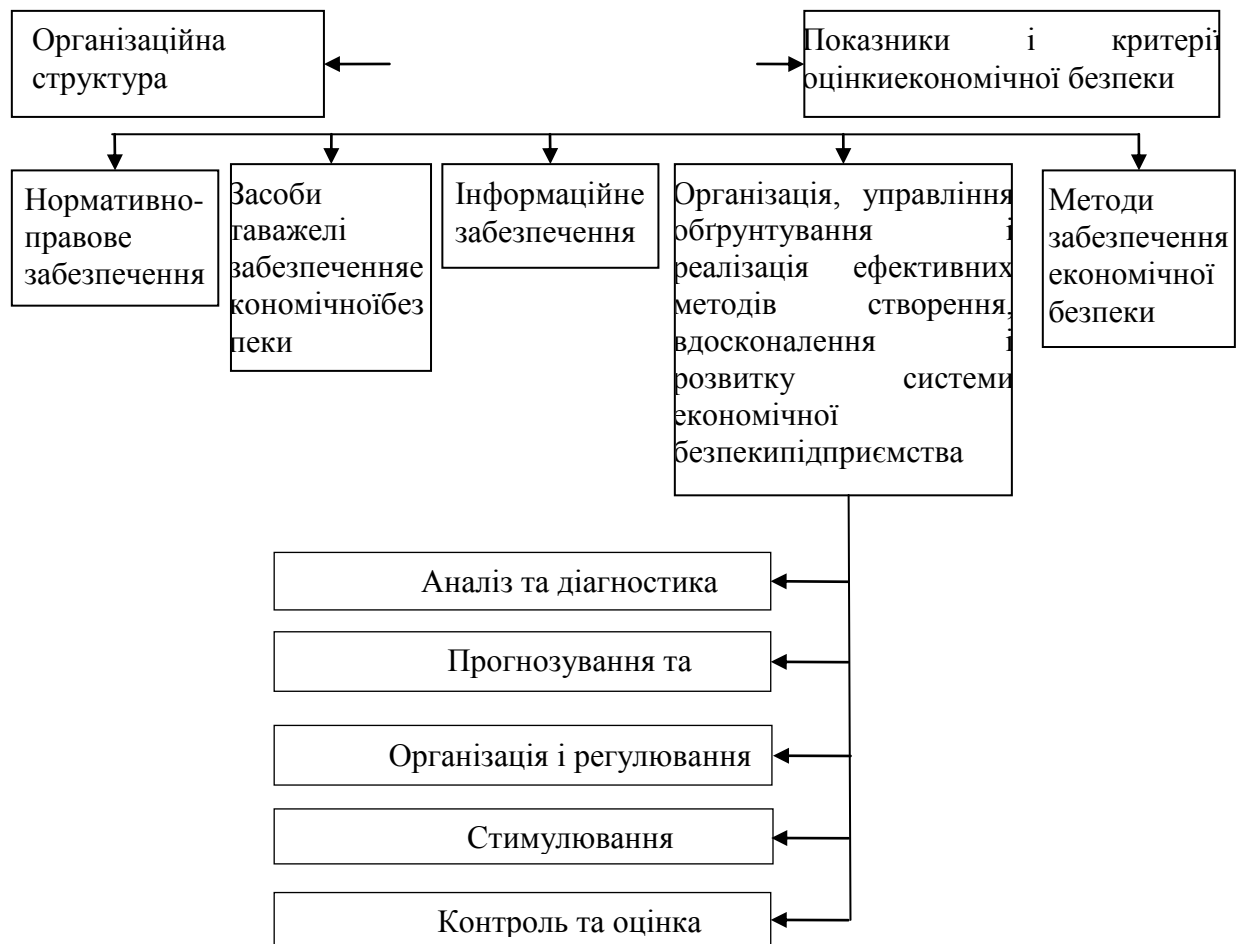 Організаційна
структура
Показники і критерії
оцінкиекономічної безпеки
Нормативно-
правове
забезпечення
Засоби
таважелі
забезпеченняе
кономічноїбез
пеки
Інформаційне
забезпечення
Організація, управління
обґрунтування і
реалізація ефективних
методів створення,
вдосконалення і
розвитку системи
економічної
безпекипідприємства
Методи
забезпечення
економічної
безпеки
Аналіз та діагностика
Прогнозування та
Організація і регулювання
Стимулювання
Контроль та оцінка